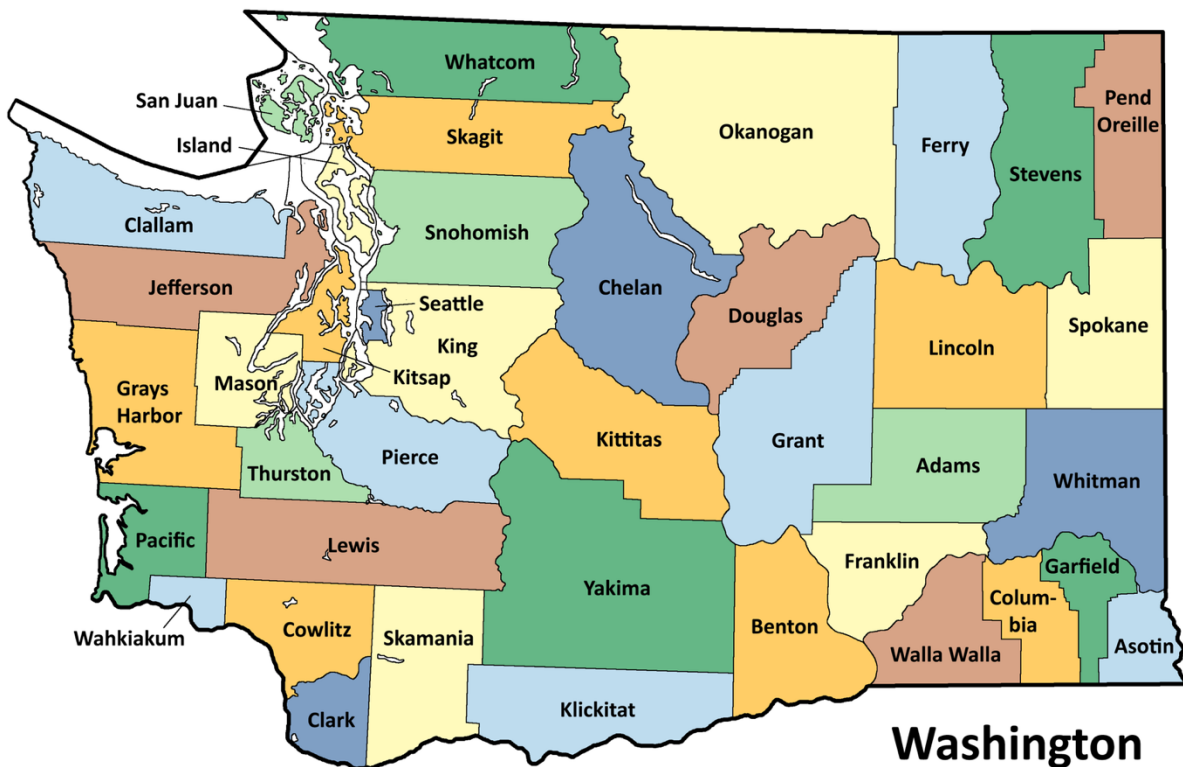 Whatcom
San Juan
Island
Skagit
Okanogan
Ferry
Stevens
Pend
Oreille
Clallam
Snohomish
Jefferson
Seattle
King
Kitsap
Chelan
Douglas
Lincoln
Spokane
Grays
Harbor
Mason
Thurston
Pierce
Kittitas
Grant
Adams
Whitman
Pacific
Lewis
Yakima
Franklin
Garfield
Wahkiakum
Cowlitz
Skamania
Benton
Walla Walla
Colum-
bia
Asotin
Clark
Klickitat
Washington